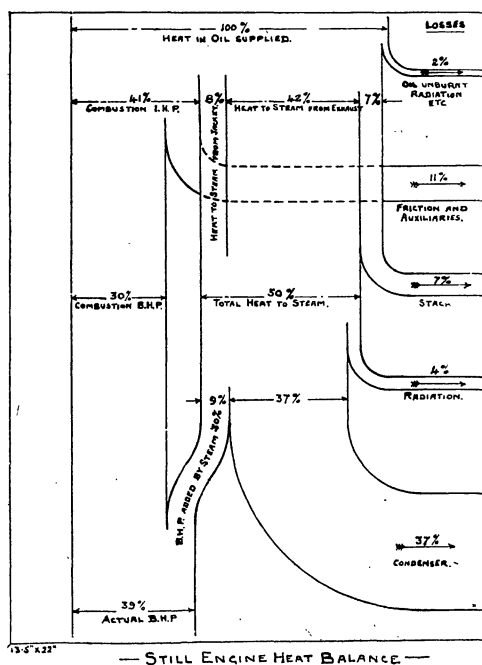 100%
HEAT IN OIL SUPPLIED.
LOSSES
2%
OIL UNBURNT
RADIATION
ETC
41%
COMBUSTION I.H.P.
8%
HEAT TO STEAM FROM JACKET.
42%
HEAT TO STEAM FROM EXHAUST
7%
11%
FRICTION AND
AUXILIARIES.
7%
STACK
30%
COMBUSTION B.H.P.
50%
TOTAL HEAT TO STEAM.
4%
RADIATION.
9%
37%
B.H.P. ADDED BY STEAM 30%
37%
CONDENSER.
39%
ACTUAL B.H.P
13.5" X 22"
— STILL ENGINE HEAT BALANCE —